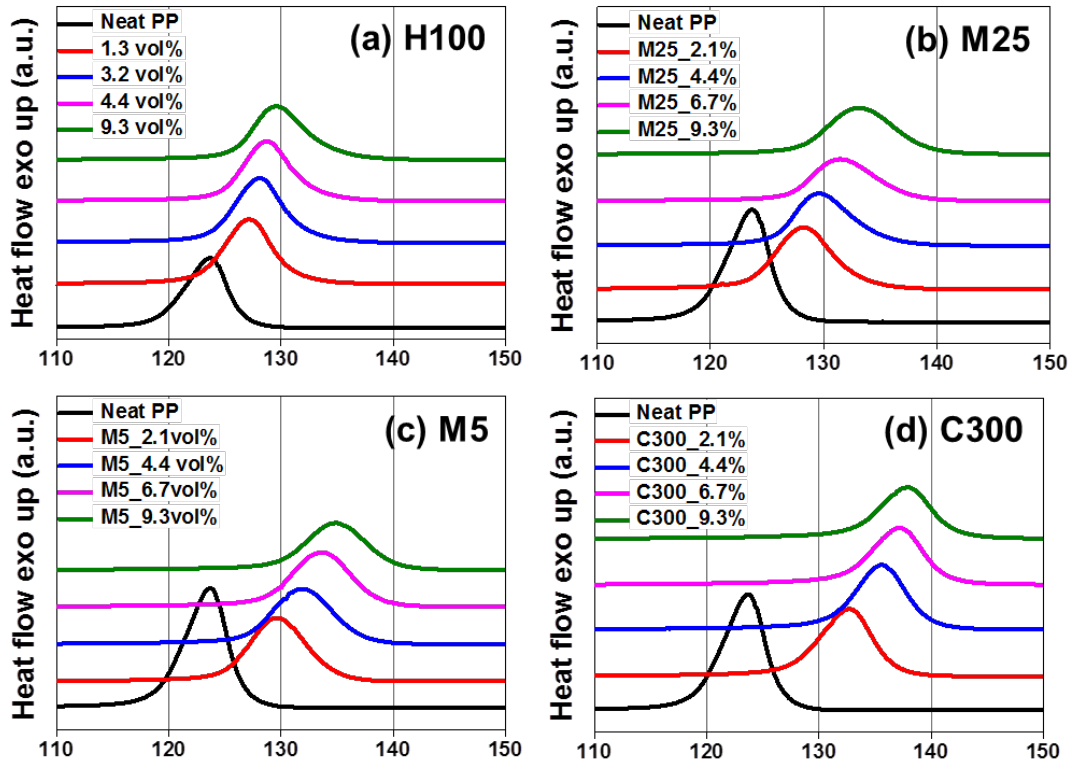 Heat flow exo up (a.u.)
Neat PP
1.3 vol%
3.2 vol%
4.4 vol%
9.3 vol%
(a) H100
110 120 130 140 150
Heat flow exo up (a.u.)
Neat PP
M25_2.1%
M25_4.4%
M25_6.7%
M25_9.3%
(b) M25
110 120 130 140 150
Heat flow exo up (a.u.)
Neat PP
M5_2.1vol%
M5_4.4 vol%
M5_6.7vol%
M5_9.3vol%
(c) M5
110 120 130 140 150
Heat flow exo up (a.u.)
Neat PP
C300_2.1%
C300_4.4%
C300_6.7%
C300_9.3%
(d) C300
110 120 130 140 150